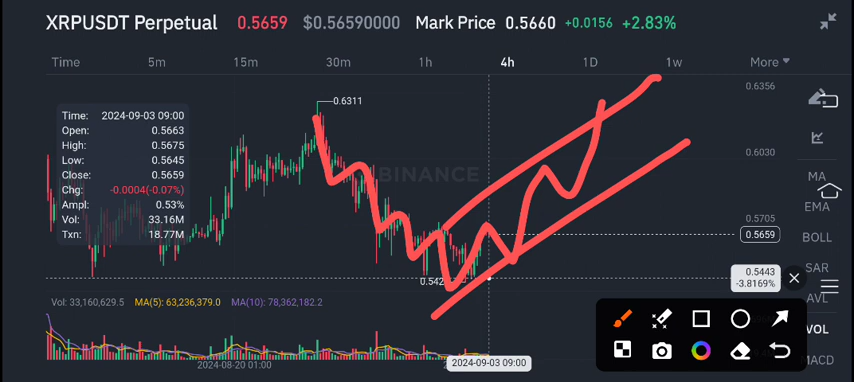 XRPUSDT Perpetual 0.5659 $0.56590000 Mark Price 0.5660 +0.0156 +2.83%
Time 5m 15m 30m 1h 4h 1D 1w More
0.6356
Time: 2024-09-03 09:00
Open: 0.5663
High: 0.5675
Low: 0.5645
Close: 0.5659
Chg: -0.0004(-0.07%)
Ampl: 0.53%
Vol: 33.16M
Txn: 18.77M
0.6311
BINANCE
0.6030
0.5705
0.5659
0.5443
-3.8169%
0.542
MA
EMA
BOLL
SAR
AVL
VOL
MACD
Vol: 33,160,629.5 MA(5): 63,236,379.0 MA(10): 78,362,182.2
2024-08-20 01:00
2024-09-03 09:00